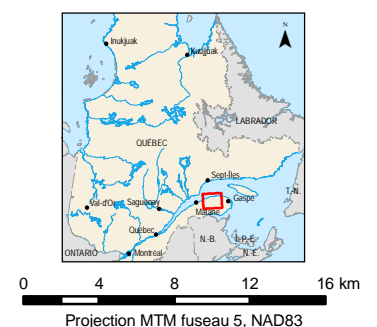 N
Inukjuak
Kuujjuak
LABRADOR
QUÉBEC
Sept-Îles
Val-d'Or
Saguenay
Gaspé
Matane
T.-N.
Québec
N.-B.
I.-P.-É.
ONTARIO
Montréal
N.-É.
0 4 8 12 16 km
Projection MTM fuseau 5, NAD83